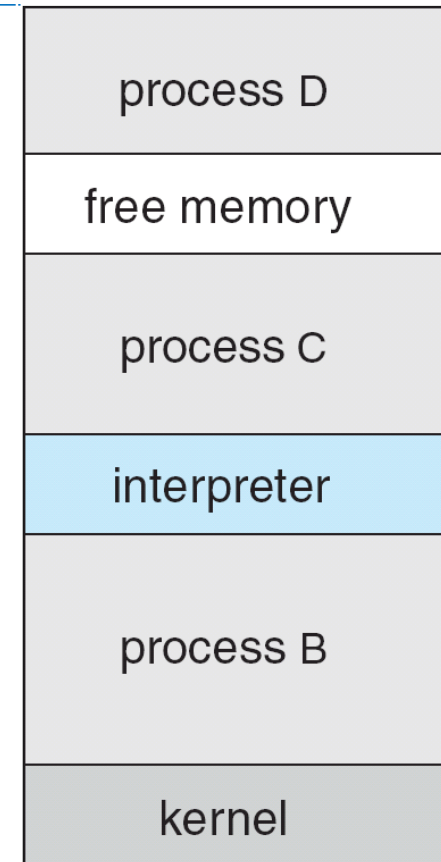 process D
free memory
process C
interpreter
process B
kernel